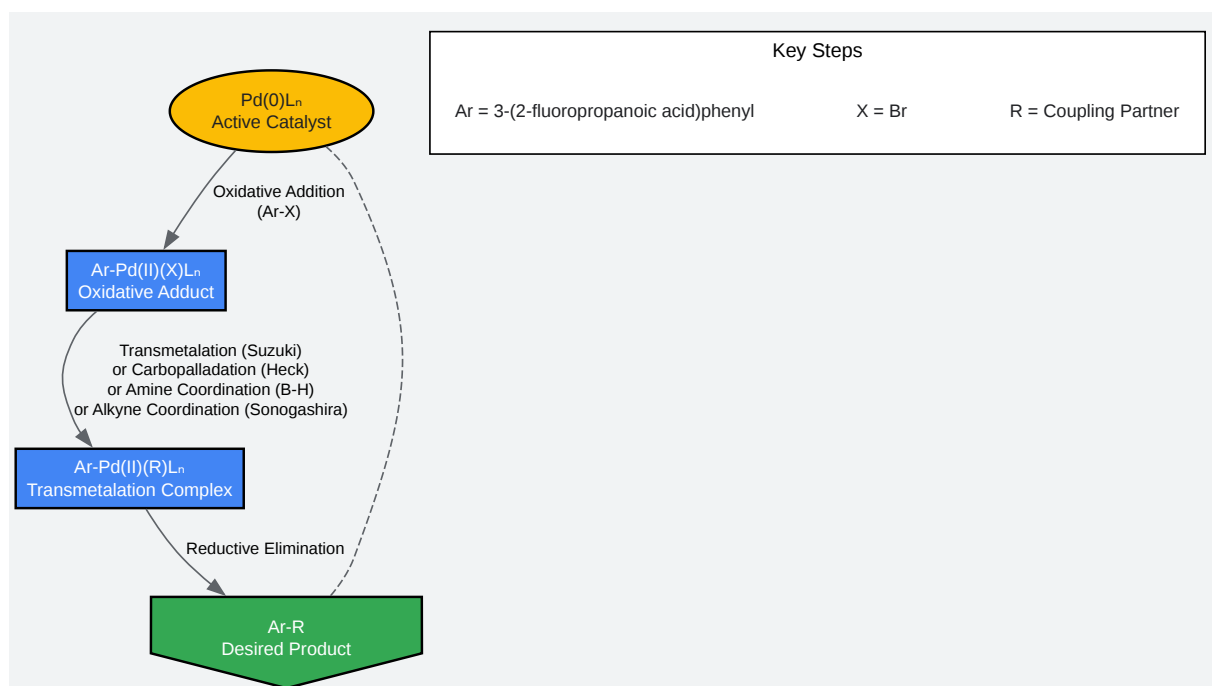 Key Steps
Ar = 3-(2-fluoropropanoic acid)phenyl X = Br R = Coupling Partner
Pd(0)Lₙ
Active Catalyst
Oxidative Addition
(Ar-X)
Ar-Pd(II)(X)Lₙ
Oxidative Adduct
Transmetalation (Suzuki)
or Carbopalladation (Heck)
or Amine Coordination (B-H)
or Alkyne Coordination (Sonogashira)
Ar-Pd(II)(R)Lₙ
Transmetalation Complex
Reductive Elimination
Ar-R
Desired Product